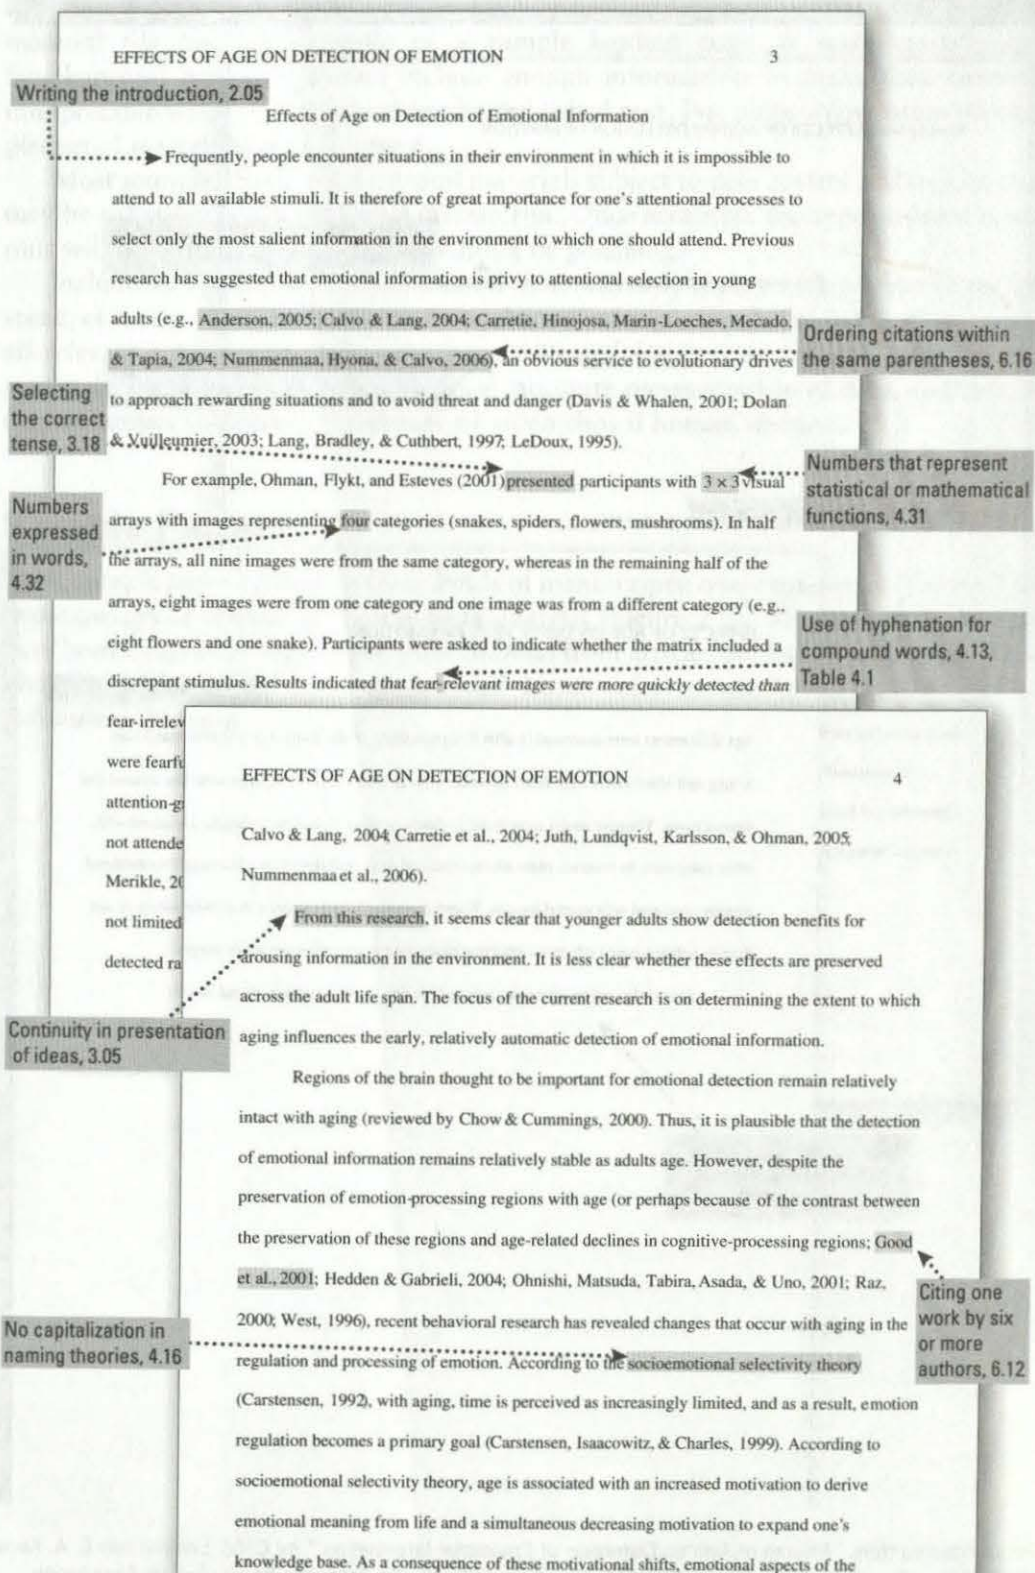 EFFECTS OF AGE ON DETECTION OF EMOTION 3
Writing the introduction, 2.05
Effects of Age on Detection of Emotional Information
Frequently, people encounter situations in their environment in which it is impossible to
attend to all available stimuli. It is therefore of great importance for one's attentional processes to
select only the most salient information in the environment to which one should attend. Previous
research has suggested that emotional information is privy to attentional selection in young
adults (e.g., Anderson, 2005; Calvo & Lang, 2004; Carretie, Hinojosa, Marin-Loeches, Mecado,
& Tapia, 2004; Nummenmaa, Hyona, & Calvo, 2006), an obvious service to evolutionary drives
Ordering citations within
the same parentheses, 6.16
to approach rewarding situations and to avoid threat and danger (Davis & Whalen, 2001; Dolan
& Vuilleumier, 2003; Lang, Bradley, & Cuthbert, 1997; LeDoux, 1995).
Selecting
the correct
tense, 3.18
For example, Ohman, Flykt, and Esteves (2001) presented participants with 3 × 3 visual
Numbers that represent
statistical or mathematical
functions, 4.31
arrays with images representing four categories (snakes, spiders, flowers, mushrooms). In half
Numbers
expressed
in words,
4.32
the arrays, all nine images were from the same category, whereas in the remaining half of the
arrays, eight images were from one category and one image was from a different category (e.g.,
eight flowers and one snake). Participants were asked to indicate whether the matrix included a
Use of hyphenation for
compound words, 4.13,
Table 4.1
discrepant stimulus. Results indicated that fear-relevant images were more quickly detected than
fear-irrelev
were fearfu
attention-g
not attende
Merikle, 20
not limited
detected ra
EFFECTS OF AGE ON DETECTION OF EMOTION 4
Calvo & Lang, 2004; Carretie et al., 2004; Juth, Lundqvist, Karlsson, & Ohman, 2005;
Nummenmaa et al., 2006).
From this research, it seems clear that younger adults show detection benefits for
arousing information in the environment. It is less clear whether these effects are preserved
across the adult life span. The focus of the current research is on determining the extent to which
aging influences the early, relatively automatic detection of emotional information.
Continuity in presentation
of ideas, 3.05
Regions of the brain thought to be important for emotional detection remain relatively
intact with aging (reviewed by Chow & Cummings, 2000). Thus, it is plausible that the detection
of emotional information remains relatively stable as adults age. However, despite the
preservation of emotion-processing regions with age (or perhaps because of the contrast between
the preservation of these regions and age-related declines in cognitive-processing regions; Good
et al., 2001; Hedden & Gabrieli, 2004; Ohnishi, Matsuda, Tabira, Asada, & Uno, 2001; Raz,
2000; West, 1996), recent behavioral research has revealed changes that occur with aging in the
Citing one
work by six
or more
authors, 6.12
No capitalization in
naming theories, 4.16
regulation and processing of emotion. According to the socioemotional selectivity theory
(Carstensen, 1992), with aging, time is perceived as increasingly limited, and as a result, emotion
regulation becomes a primary goal (Carstensen, Isaacowitz, & Charles, 1999). According to
socioemotional selectivity theory, age is associated with an increased motivation to derive
emotional meaning from life and a simultaneous decreasing motivation to expand one's
knowledge base. As a consequence of these motivational shifts, emotional aspects of the